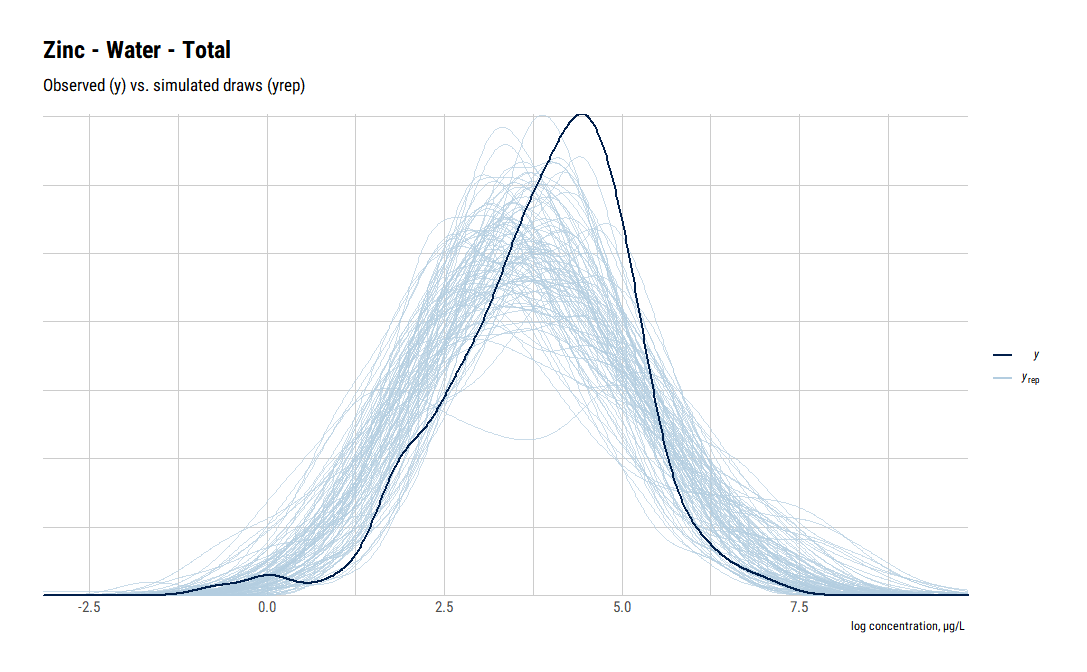 Zinc - Water - Total
Observed (y) vs. simulated draws (yrep)
y
yrep
-2.5 0.0 2.5 5.0 7.5
log concentration, µg/L